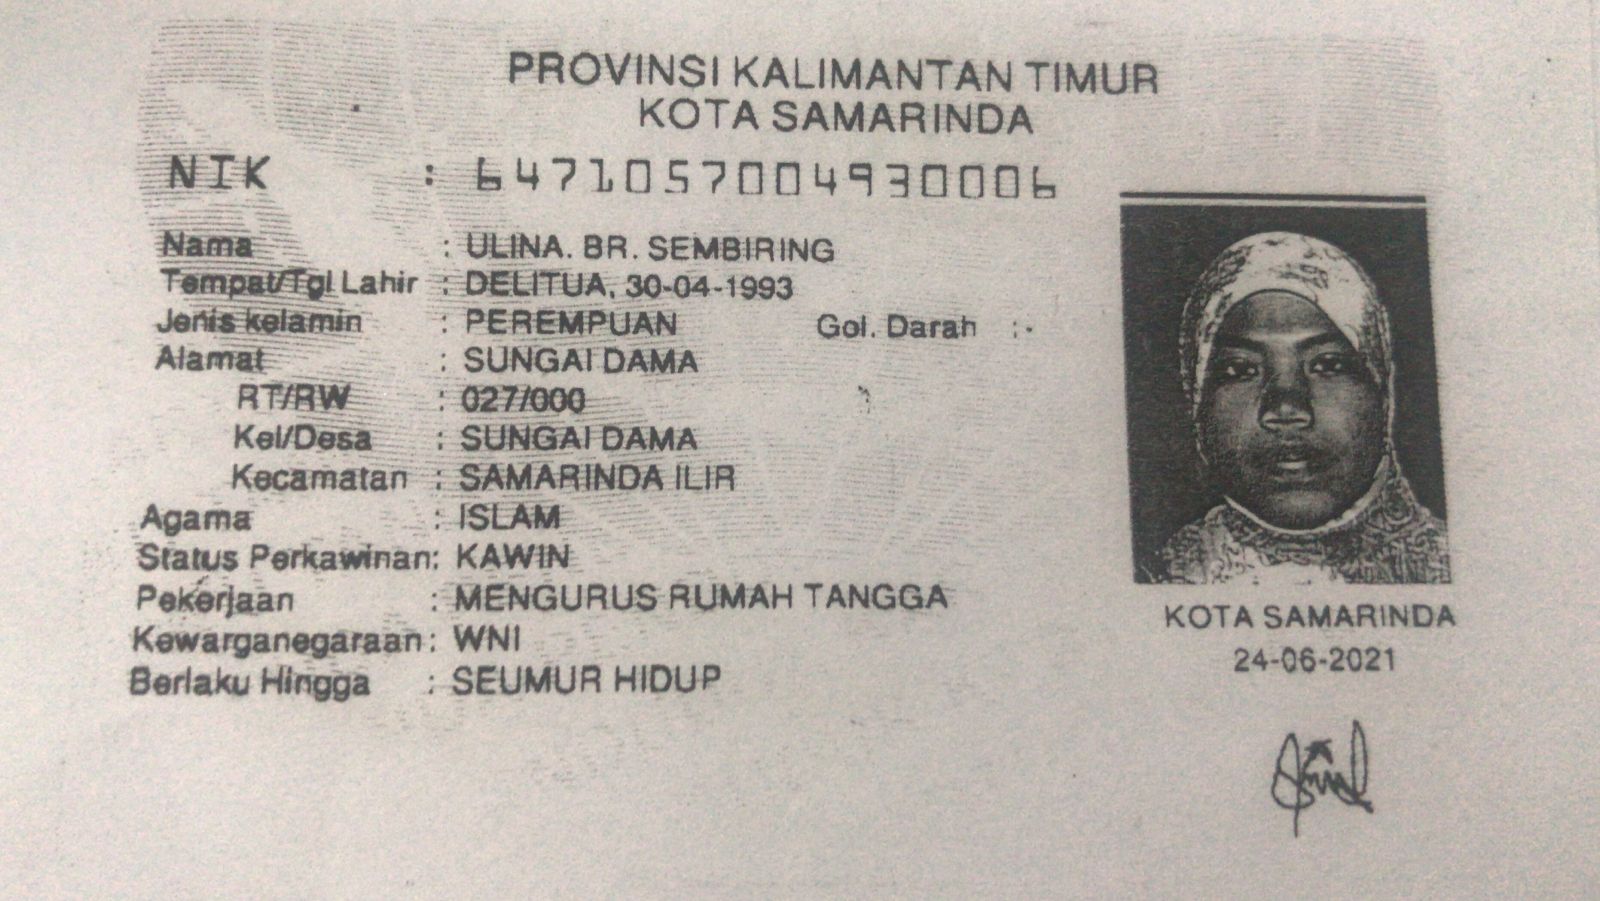 PROVINSI KALIMANTAN TIMUR
KOTA SAMARINDA
NIK : 6471057004930006
Nama : ULINA. BR. SEMBIRING
Tempat/Tgl Lahir : DELITUA, 30-04-1993
Jenis kelamin : PEREMPUAN Gol. Darah :-
Alamat : SUNGAI DAMA
RT/RW : 027/000
Kel/Desa : SUNGAI DAMA
Kecamatan : SAMARINDA ILIR
Agama : ISLAM
Status Perkawinan: KAWIN
Pekerjaan : MENGURUS RUMAH TANGGA
Kewarganegaraan: WNI
Berlaku Hingga : SEUMUR HIDUP
KOTA SAMARINDA
24-06-2021